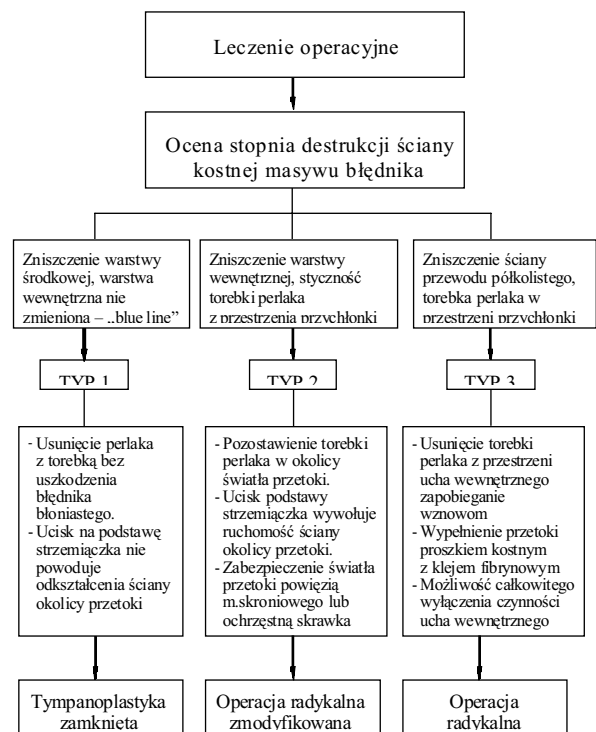 Leczenie operacyjne
Ocena stopnia destrukcji ściany
kostnej masywu błędnika
Zniszczenie warstwy
środkowej, warstwa
wewnętrzna nie
zmieniona – „blue line”
Zniszczenie warstwy
wewnętrznej, styczność
torebki perlaka
z przestrzenia przychłonki
Zniszczenie ściany
przewodu półkolistego,
torebka perlaka w
przestrzeni przychłonki
TYP 1
TYP 2
TYP 3
- Usunięcie perlaka
z torebką bez
uszkodzenia
błędnika
błoniastego.
- Ucisk na podstawę
strzemiączka nie
powoduje
odkształcenia ściany
okolicy przetoki
- Pozostawienie torebki
perlaka w okolicy
światła przetoki.
- Ucisk podstawy
strzemiączka wywołuje
ruchomość ściany
okolicy przetoki.
- Zabezpieczenie światła
przetoki powięzią
m.skroniowego lub
ochrzęstną skrawka
- Usunięcie torebki
perlaka z przestrzeni
ucha wewnętrznego
zapobieganie
wznowom
- Wypełnienie przetoki
proszkiem kostnym
z klejem fibrynowym
- Możliwość całkowitego
wyłączenia czynności
ucha wewnętrznego
Tympanoplastyka
zamknięta
Operacja radykalna
zmodyfikowana
Operacja
radykalna